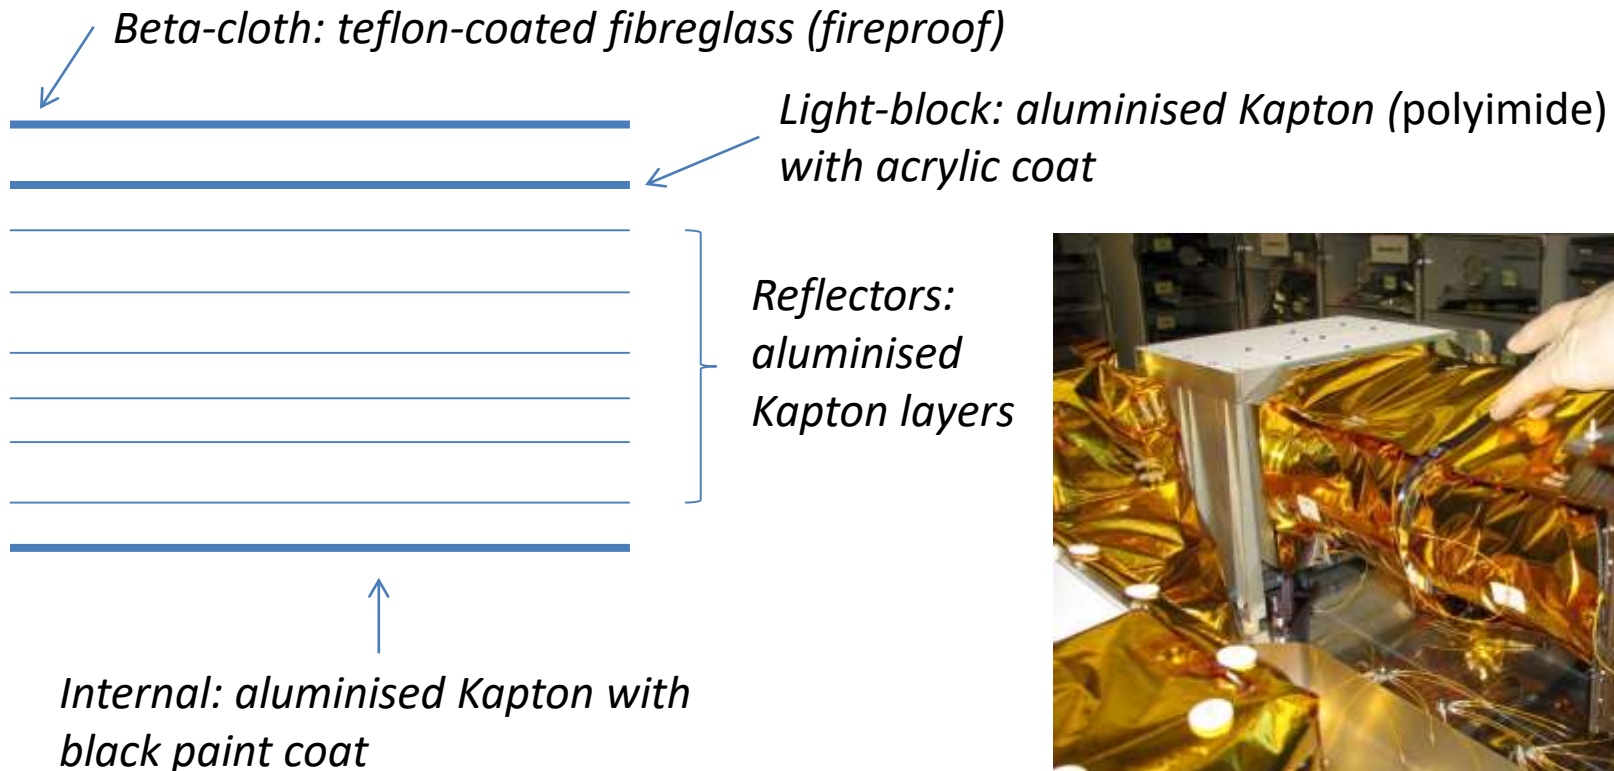 Beta-cloth: teflon-coated fibreglass (fireproof)
Light-block: aluminised Kapton (polyimide)
with acrylic coat
Reflectors:
aluminised
Kapton layers
Internal: aluminised Kapton with
black paint coat